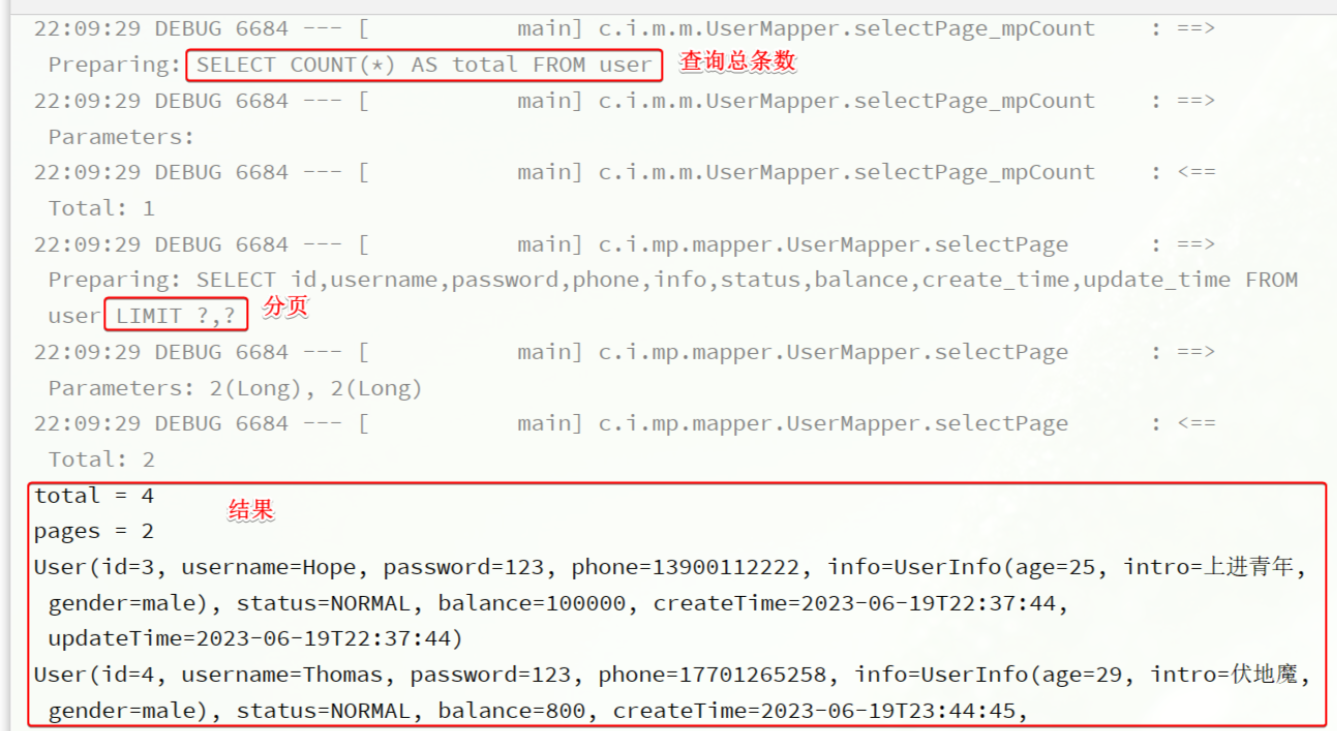 22:09:29 DEBUG 6684 --- [           main] c.i.m.m.UserMapper.selectPage_mpCount    : ==>
Preparing: SELECT COUNT(*) AS total FROM user 查询总条数
22:09:29 DEBUG 6684 --- [           main] c.i.m.m.UserMapper.selectPage_mpCount    : ==>
Parameters:
22:09:29 DEBUG 6684 --- [           main] c.i.m.m.UserMapper.selectPage_mpCount    : <==
Total: 1
22:09:29 DEBUG 6684 --- [           main] c.i.mp.mapper.UserMapper.selectPage      : ==>
Preparing: SELECT id,username,password,phone,info,status,balance,create_time,update_time FROM
user LIMIT ?,? 分页
22:09:29 DEBUG 6684 --- [           main] c.i.mp.mapper.UserMapper.selectPage      : ==>
Parameters: 2(Long), 2(Long)
22:09:29 DEBUG 6684 --- [           main] c.i.mp.mapper.UserMapper.selectPage      : <==
Total: 2
total = 4
结果
pages = 2
User(id=3, username=Hope, password=123, phone=13900112222, info=UserInfo(age=25, intro=上进青年,
gender=male), status=NORMAL, balance=100000, createTime=2023-06-19T22:37:44,
updateTime=2023-06-19T22:37:44)
User(id=4, username=Thomas, password=123, phone=17701265258, info=UserInfo(age=29, intro=伏地魔,
gender=male), status=NORMAL, balance=800, createTime=2023-06-19T23:44:45,